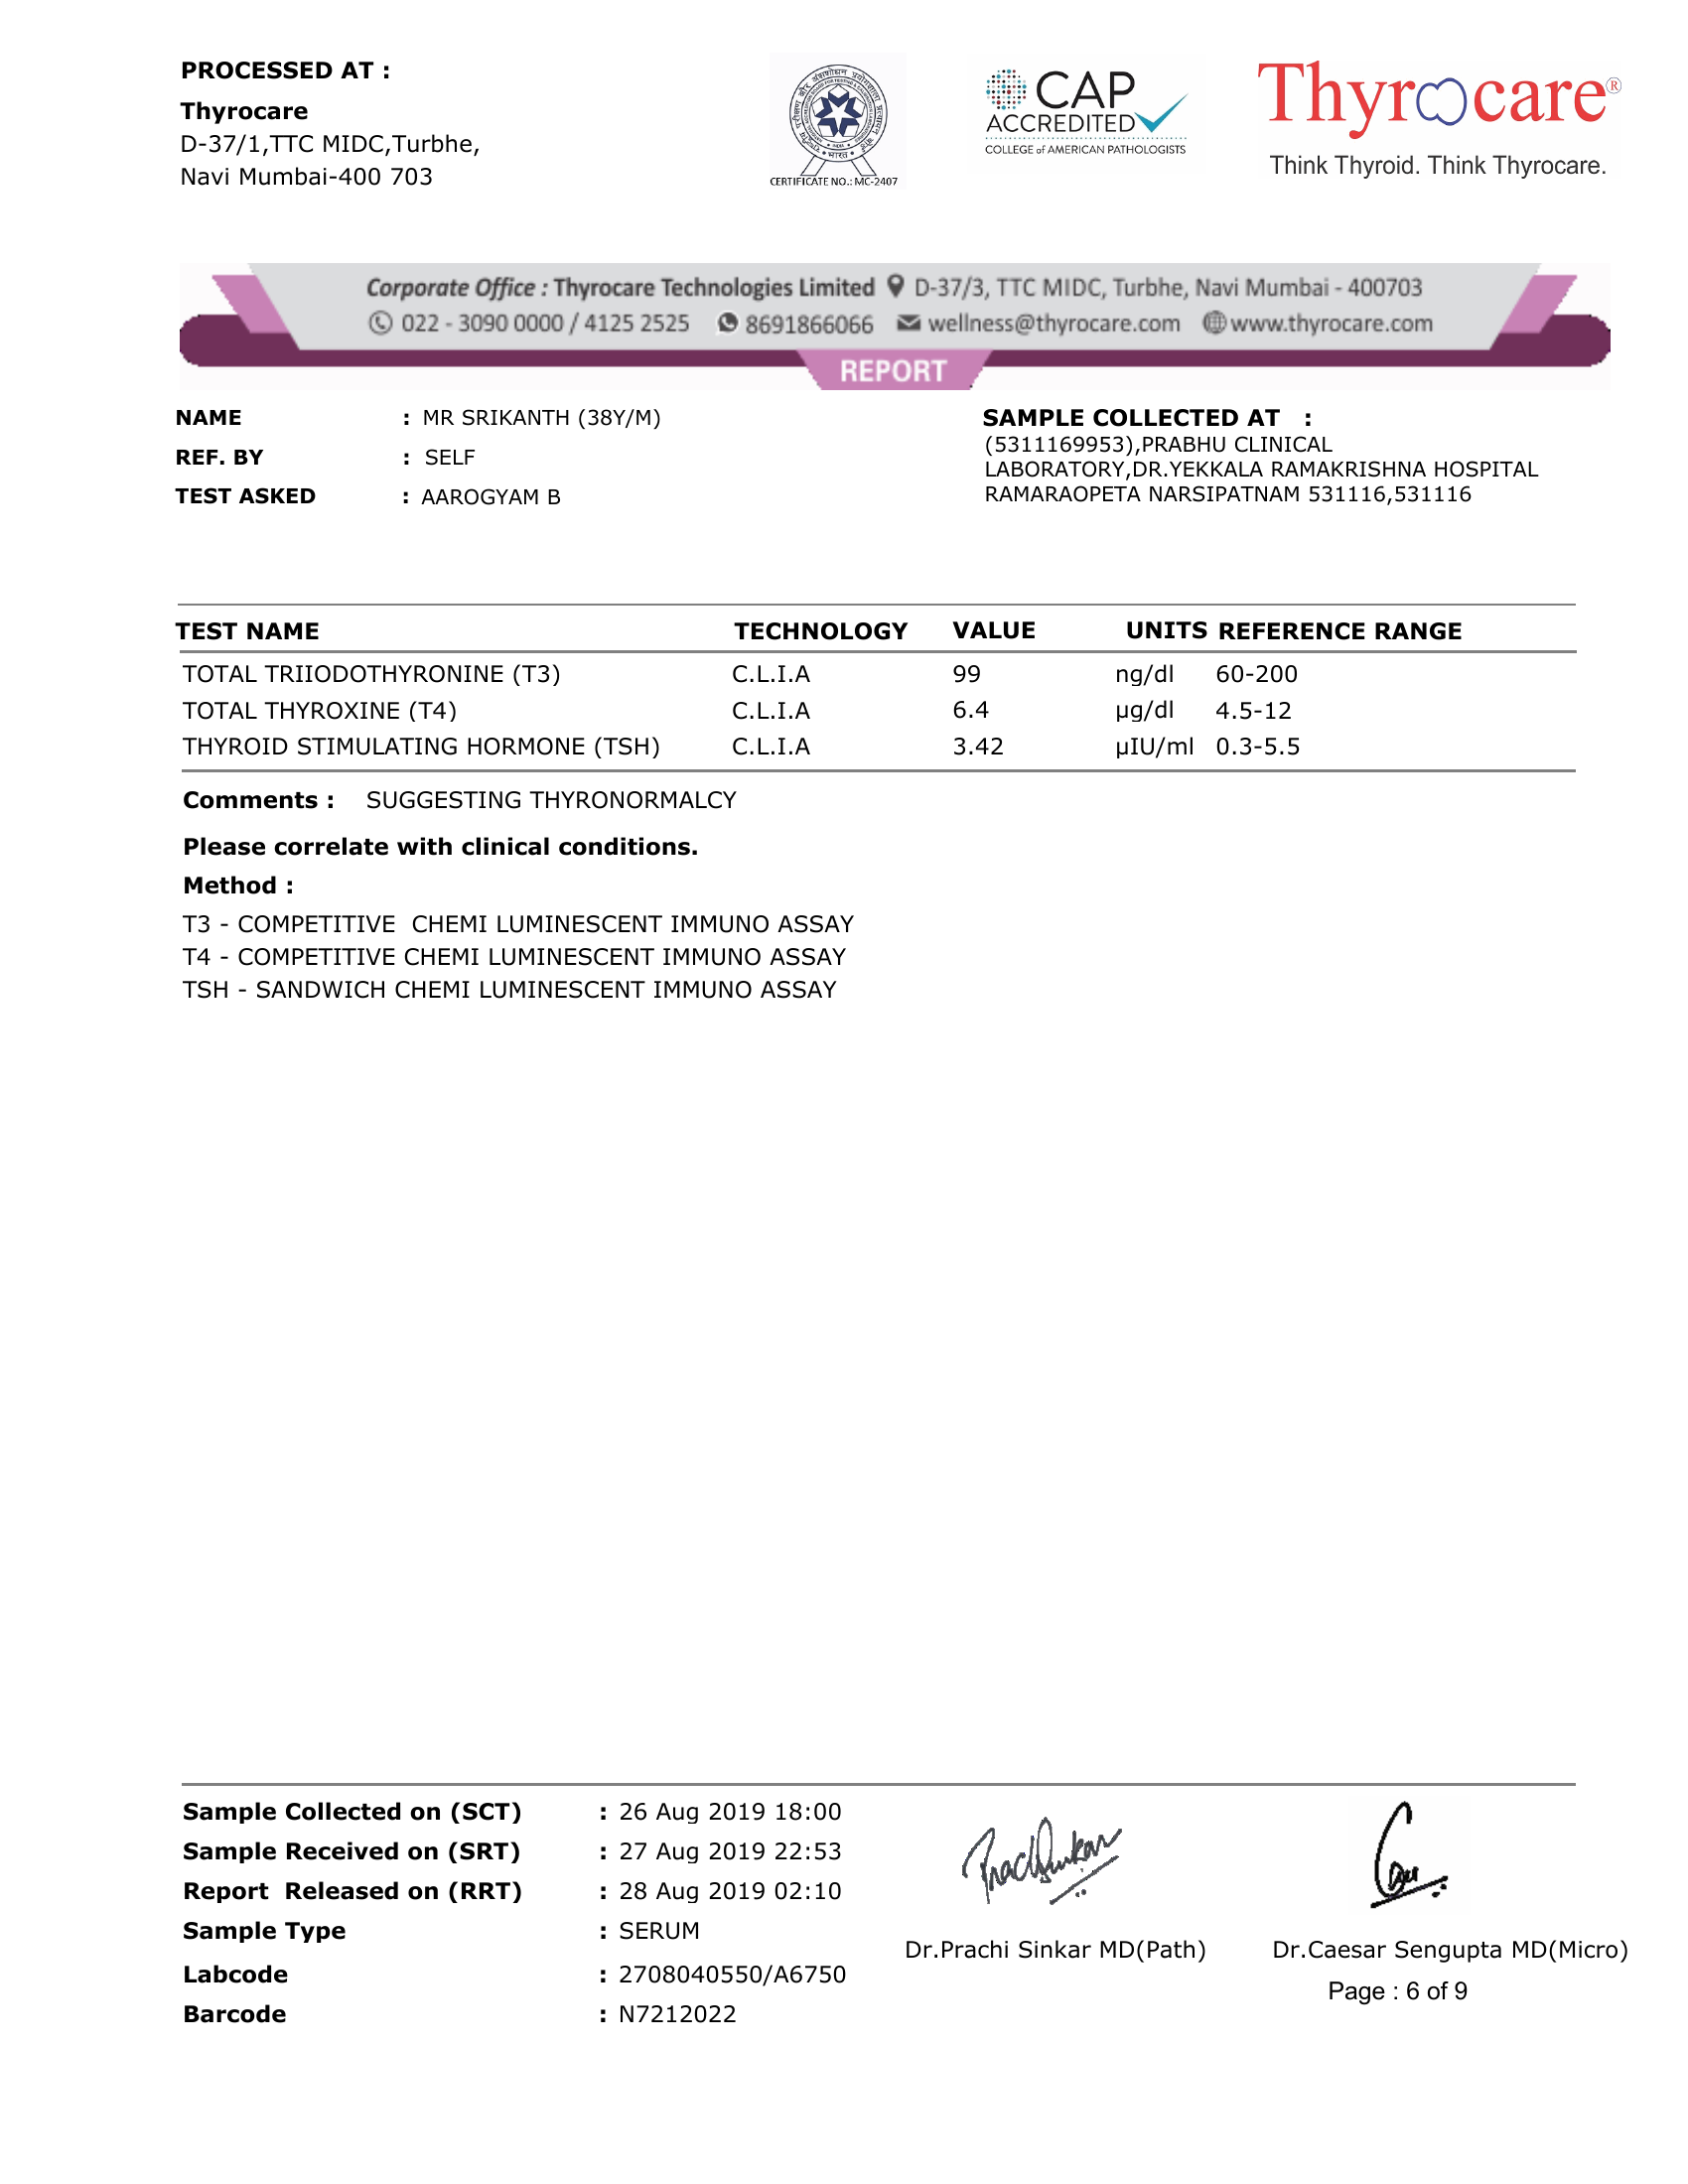 PROCESSED AT :
Thyrocare
D-37/1,TTC MIDC,Turbhe,
Navi Mumbai-400 703
CERTIFICATE NO.: MC-2407
CAP
ACCREDITED
COLLEGE of AMERICAN PATHOLOGISTS
Thyrocare®
Think Thyroid. Think Thyrocare.
Corporate Office : Thyrocare Technologies Limited D-37/3, TTC MIDC, Turbhe, Navi Mumbai - 400703
022 - 3090 0000 / 4125 2525 8691866066 wellness@thyrocare.com www.thyrocare.com
REPORT
NAME : MR SRIKANTH (38Y/M)
REF. BY : SELF
TEST ASKED : AAROGYAM B
SAMPLE COLLECTED AT :
(5311169953),PRABHU CLINICAL
LABORATORY,DR.YEKKALA RAMAKRISHNA HOSPITAL
RAMARAOPETA NARSIPATNAM 531116,531116
TEST NAME TECHNOLOGY VALUE UNITS REFERENCE RANGE
TOTAL TRIIODOTHYRONINE (T3) C.L.I.A 99 ng/dl 60-200
TOTAL THYROXINE (T4) C.L.I.A 6.4 µg/dl 4.5-12
THYROID STIMULATING HORMONE (TSH) C.L.I.A 3.42 µIU/ml 0.3-5.5
Comments : SUGGESTING THYRONORMALCY
Please correlate with clinical conditions.
Method :
T3 - COMPETITIVE CHEMI LUMINESCENT IMMUNO ASSAY
T4 - COMPETITIVE CHEMI LUMINESCENT IMMUNO ASSAY
TSH - SANDWICH CHEMI LUMINESCENT IMMUNO ASSAY
Sample Collected on (SCT) : 26 Aug 2019 18:00
Sample Received on (SRT) : 27 Aug 2019 22:53
Report Released on (RRT) : 28 Aug 2019 02:10
Sample Type : SERUM
Labcode : 2708040550/A6750
Barcode : N7212022
Dr.Prachi Sinkar MD(Path)
Dr.Caesar Sengupta MD(Micro)
Page : 6 of 9